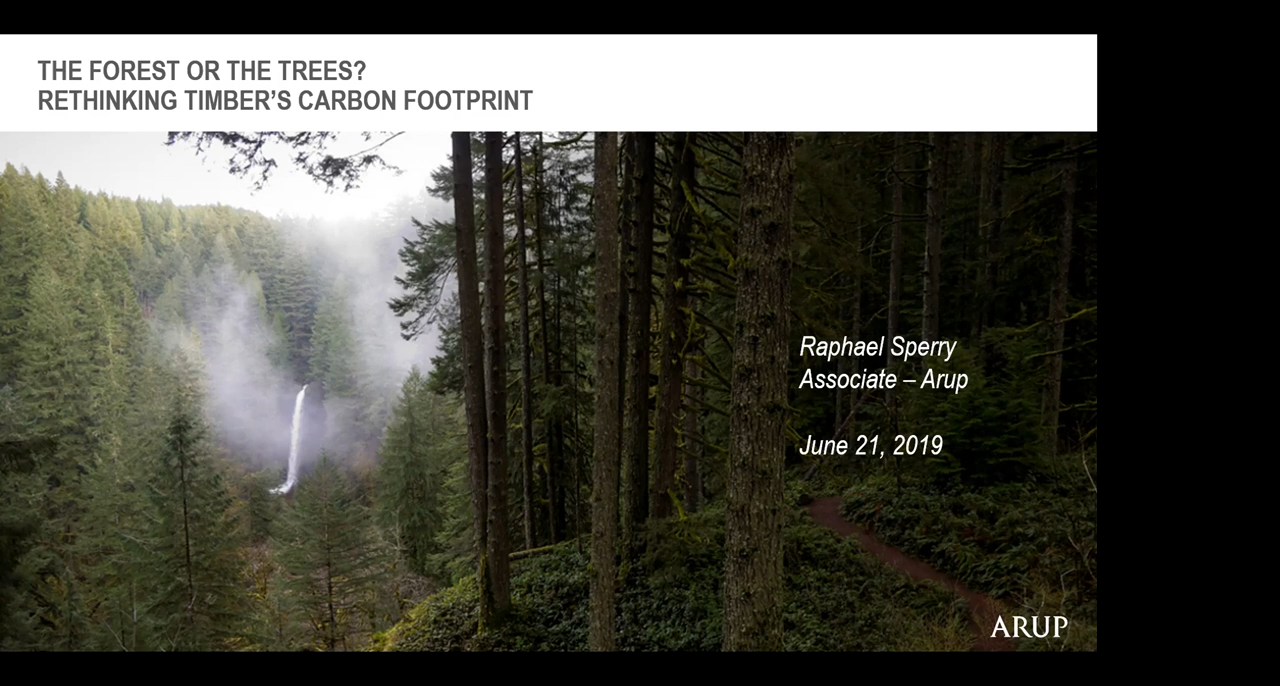 THE FOREST OR THE TREES?
RETHINKING TIMBER'S CARBON FOOTPRINT
Raphael Sperry
Associate – Arup
June 21, 2019
ARUP